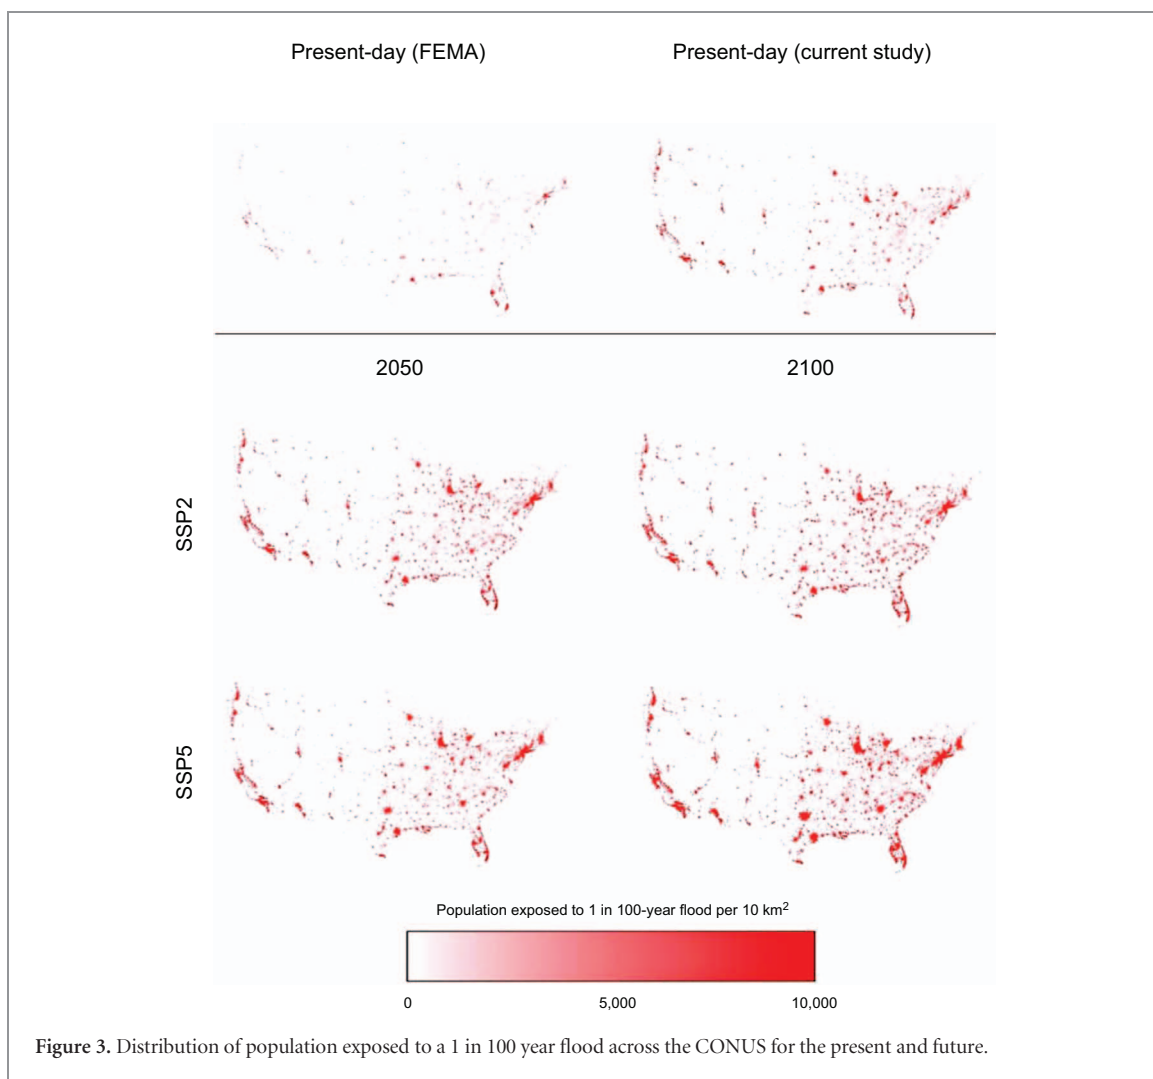 Present-day (FEMA) Present-day (current study)
2050 2100
SSP2
SSP5
Population exposed to 1 in 100-year flood per 10 km²
0 5,000 10,000
Figure 3. Distribution of population exposed to a 1 in 100 year flood across the CONUS for the present and future.